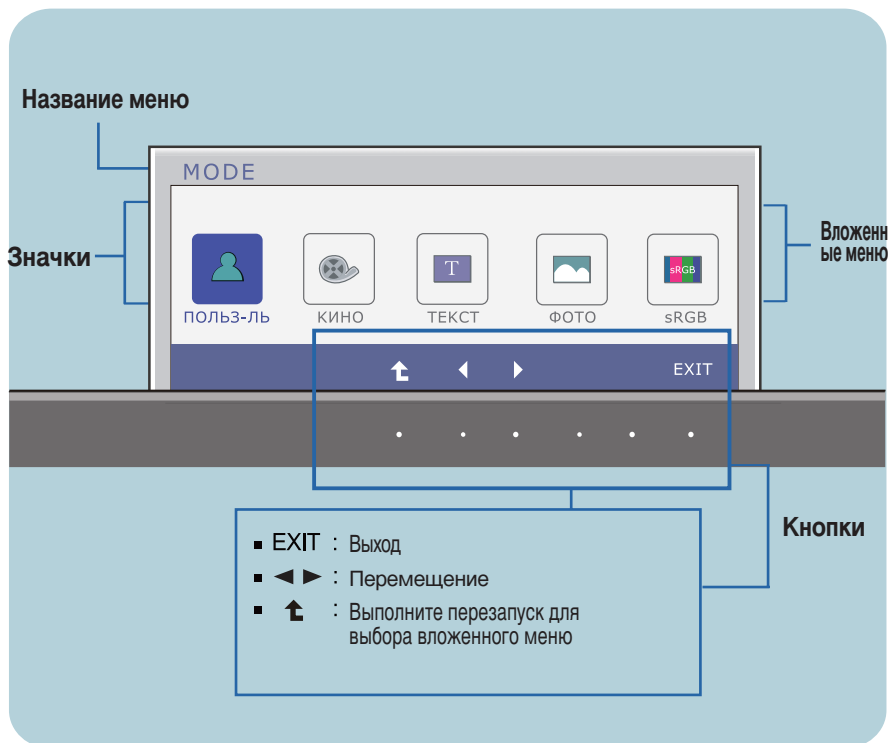 Название меню
MODE
Значки
Вложенн
ые меню
T
sRGB
ПОЛЬЗ-ЛЬ КИНО ТЕКСТ ФОТО sRGB
EXIT
Кнопки
EXIT : Выход
◄ ► : Перемещение
: Выполните перезапуск для
выбора вложенного меню